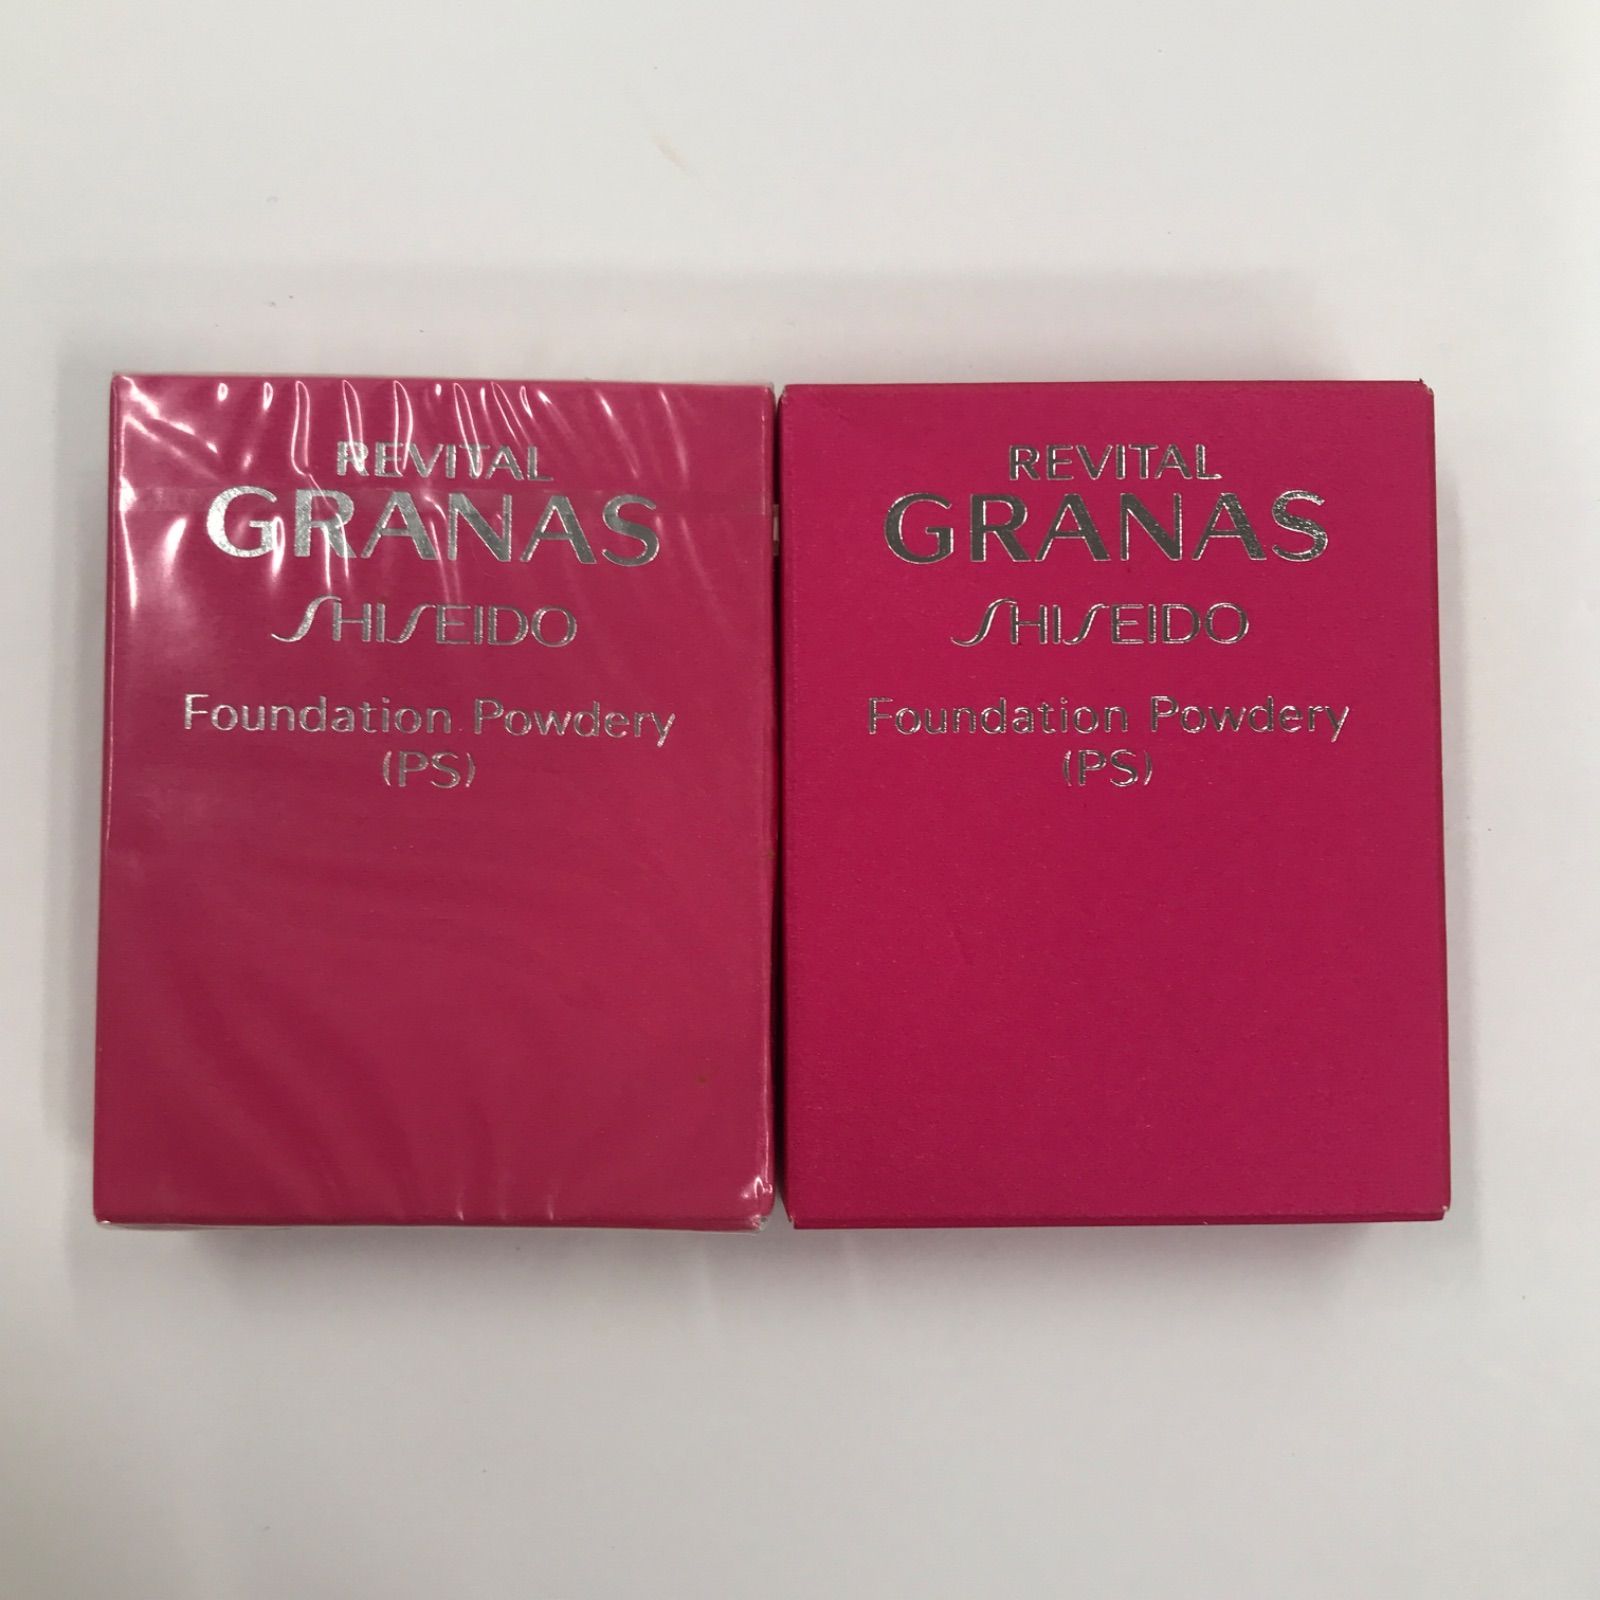 REVITAL
GRANAS
SHISEIDO
Foundation Powdery
(PS)
REVITAL
GRANAS
SHISEIDO
Foundation Powdery
(PS)